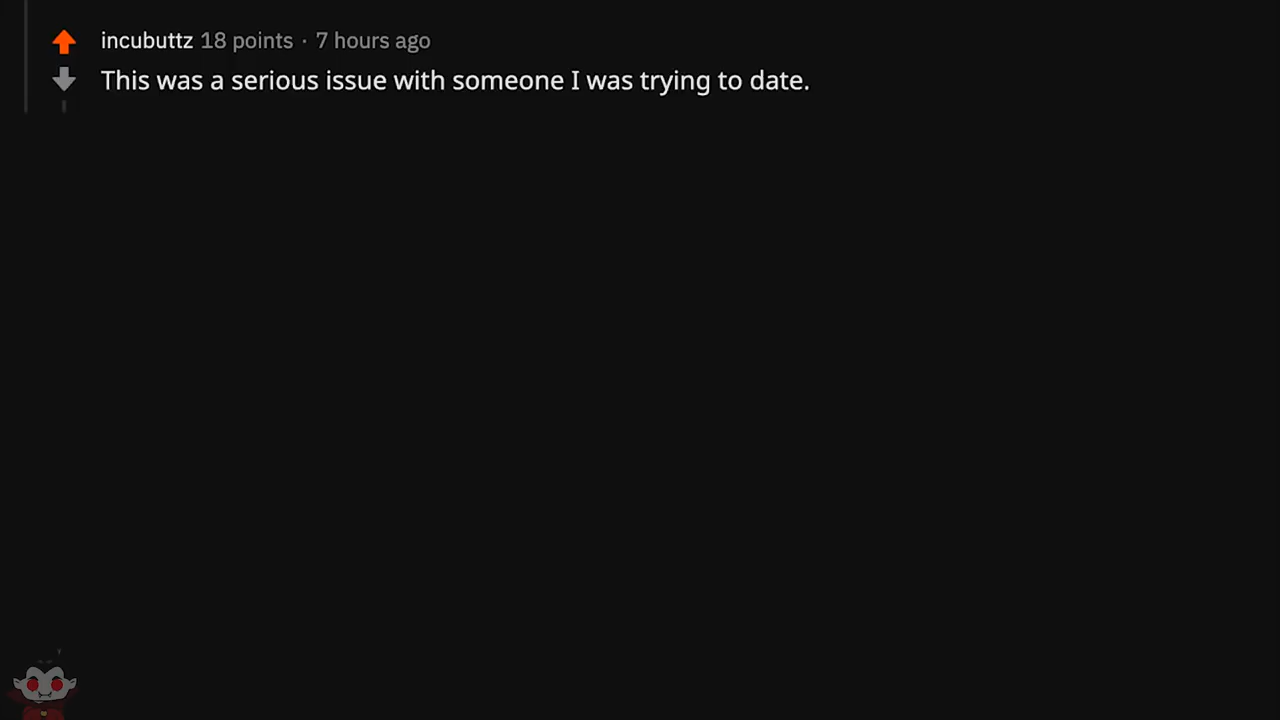 incubuttz 18 points · 7 hours ago
This was a serious issue with someone I was trying to date.